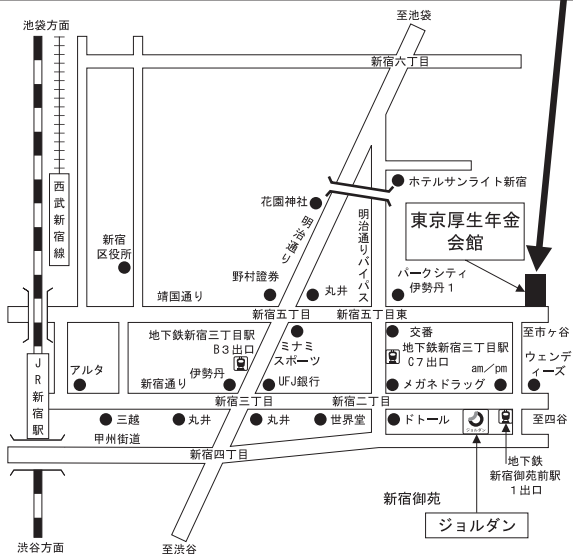 至池袋
池袋方面
新宿六丁目
西武新宿線
ホテルサンライト新宿
花園神社
明治通り
明治通りバイパス
東京厚生年金
会館
新宿
区役所
野村證券
丸井
パークシティ
伊勢丹1
靖国通り
新宿五丁目
新宿五丁目東
至市ヶ谷
地下鉄新宿三丁目駅
B3出口
ミナミ
スポーツ
交番
地下鉄新宿三丁目駅
C7出口
ウェンデ
ィーズ
JR新宿駅
アルタ
新宿通り
伊勢丹
UFJ銀行
メガネドラッグ
am/pm
新宿三丁目
新宿二丁目
三越
丸井
丸井
世界堂
ドトール
ジョルダン
至四谷
甲州街道
新宿四丁目
地下鉄
新宿御苑前駅
1出口
新宿御苑
ジョルダン
渋谷方面
至渋谷